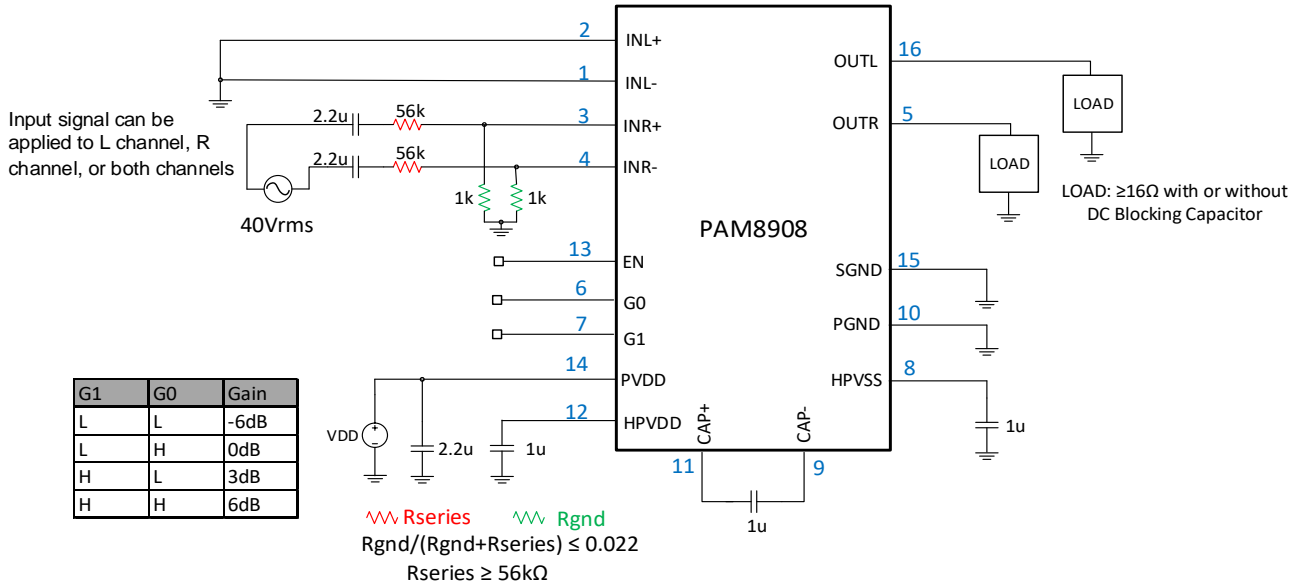 2
INL+
1
INL-
Input signal can be
applied to L channel, R
channel, or both channels
2.2u
56k
3
INR+
2.2u
56k
4
INR-
1k
1k
40Vrms
PAM8908
13
EN
6
G0
7
G1
14
PVDD
12
HPVDD
VDD
2.2u
1u
CAP+
CAP-
11
9
1u
OUTL
16
LOAD
OUTR
5
LOAD
LOAD: ≥16Ω with or without
DC Blocking Capacitor
SGND
15
PGND
10
HPVSS
8
1u
G1 G0 Gain
L L -6dB
L H 0dB
H L 3dB
H H 6dB
Rseries Rgnd
Rgnd/(Rgnd+Rseries) ≤ 0.022
Rseries ≥ 56kΩ